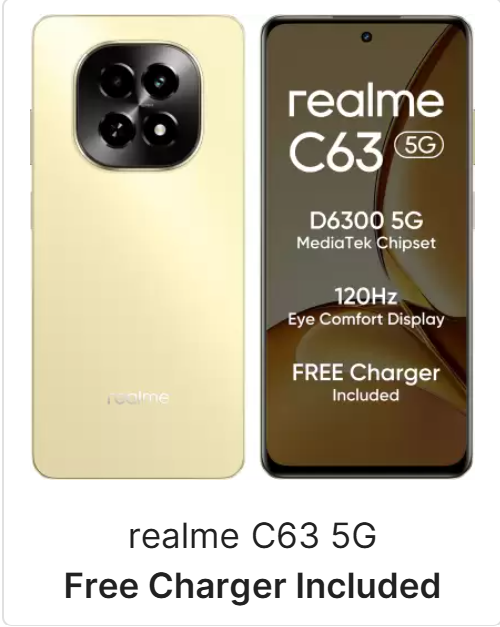 realme
realme
C63 5G
D6300 5G
MediaTek Chipset
120Hz
Eye Comfort Display
FREE Charger
Included
realme C63 5G
Free Charger Included